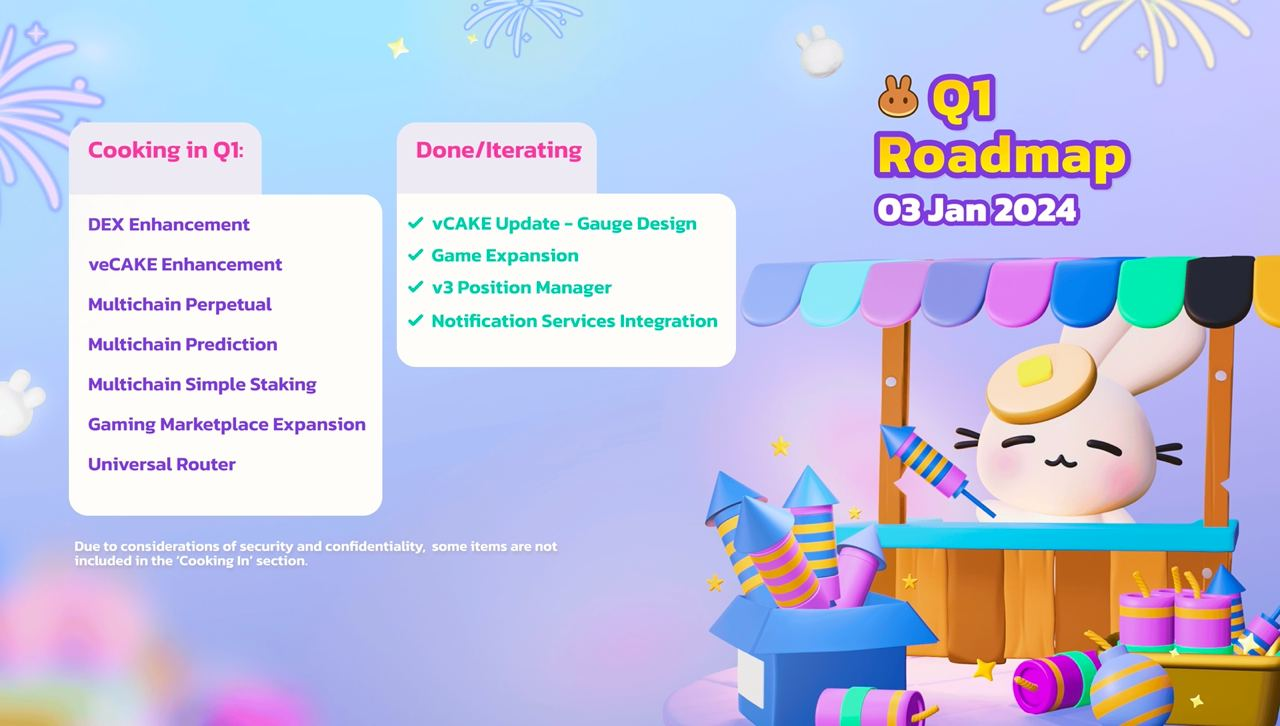 Cooking in Q1:
DEX Enhancement
veCAKE Enhancement
Multichain Perpetual
Multichain Prediction
Multichain Simple Staking
Gaming Marketplace Expansion
Universal Router
Done/Iterating
vCAKE Update - Gauge Design
Game Expansion
v3 Position Manager
Notification Services Integration
Due to considerations of security and confidentiality, some items are not
included in the 'Cooking In' section.
Q1
Roadmap
03 Jan 2024